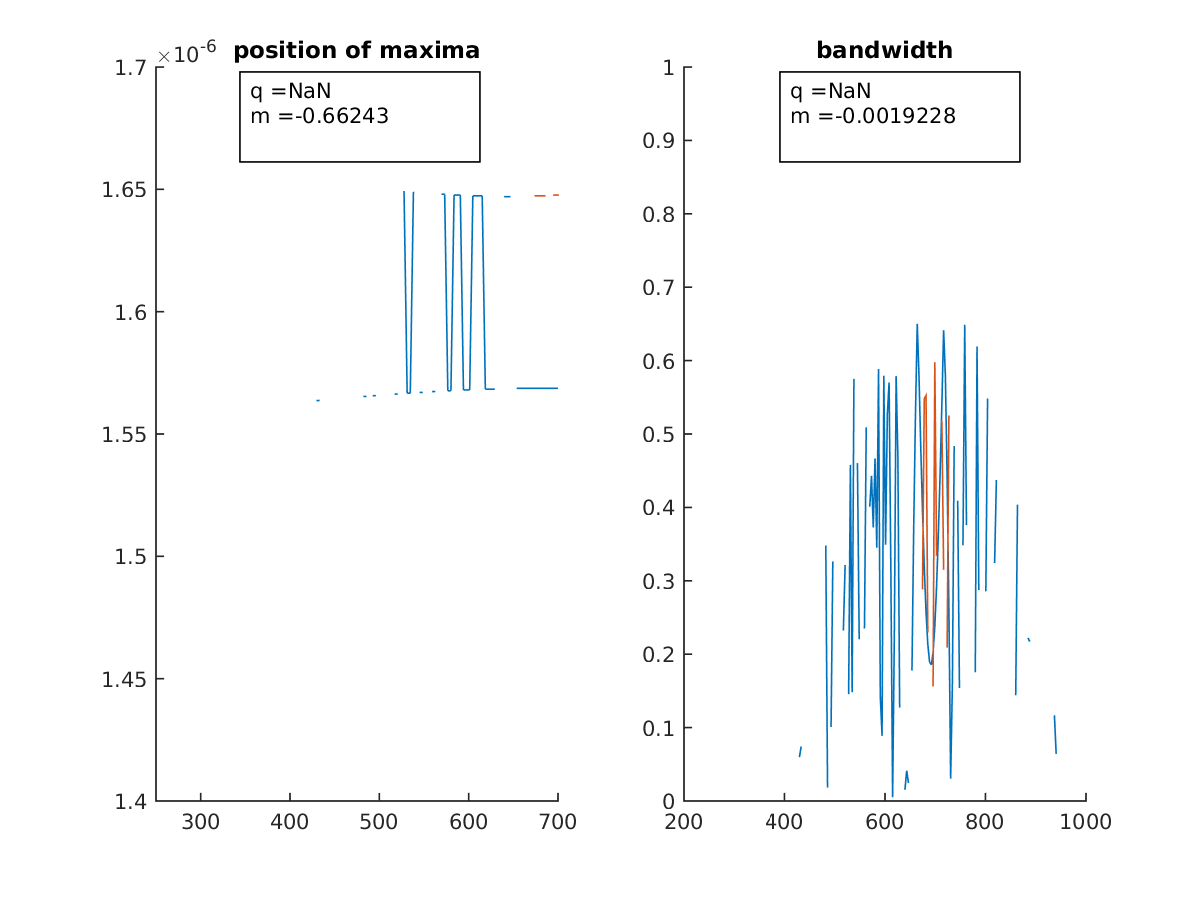 ×10-6
position of maxima
q =NaN
m =-0.66243
1.7
1.65
1.6
1.55
1.5
1.45
1.4
300 400 500 600 700
bandwidth
q =NaN
m =-0.0019228
1
0.9
0.8
0.7
0.6
0.5
0.4
0.3
0.2
0.1
0
200 400 600 800 1000